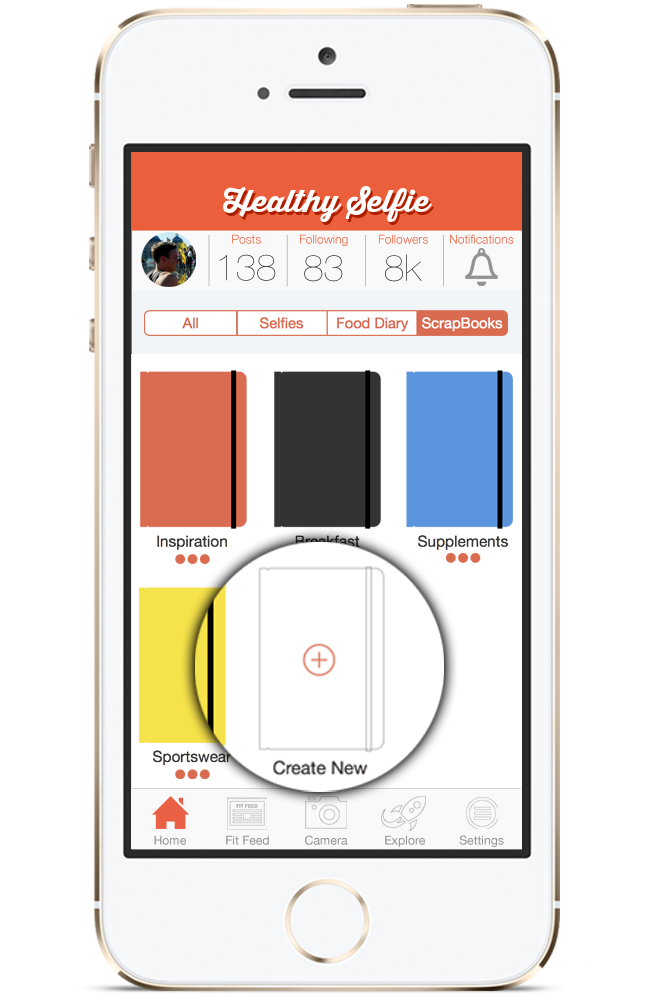 Healthy Selfie
Posts Following Followers Notifications
138 83 8k
All Selfies Food Diary ScrapBooks
Inspiration Breakfast Supplements
Sportswear
Create New
FIT FEED
Home Fit Feed Camera Explore Settings